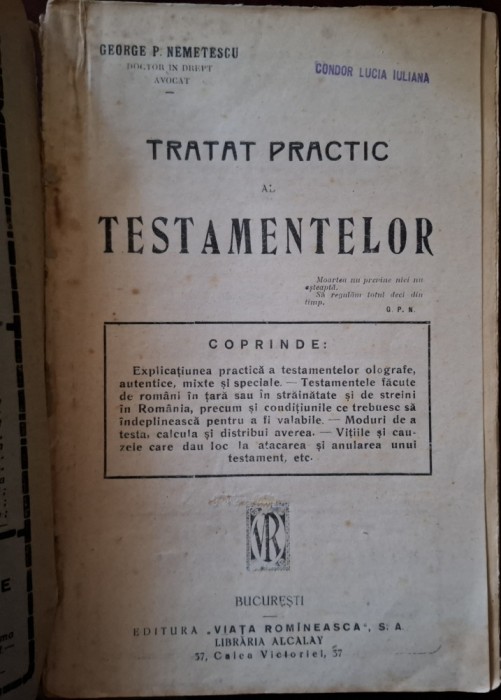 GEORGE P. NEMETESCU
DOCTOR ÎN DREPT
AVOCAT
CONDOR LUCIA IULIANA
TRATAT PRACTIC
AL
TESTAMENTELOR
Moartea nu previne nici nu
așteaptă.
Să regulăm totul deci din
timp.
G. P. N.
COPRINDE:
Explicațiunea practică a testamentelor olografe,
autentice, mixte și speciale. — Testamentele făcute
de români în țară sau în străinătate și de streini
în România, precum și condițiunile ce trebuesc să
îndeplinească pentru a fi valabile. — Moduri de a
testa, calcula și distribui averea. — Vițiile și cau-
zele care dau loc la atacarea și anularea unui
testament, etc.
VR
BUCUREȘTI
EDITURA „VIAȚA ROMÎNEASCA", S. A.
LIBRĂRIA ALCALAY
37, Calea Victoriei, 37
E